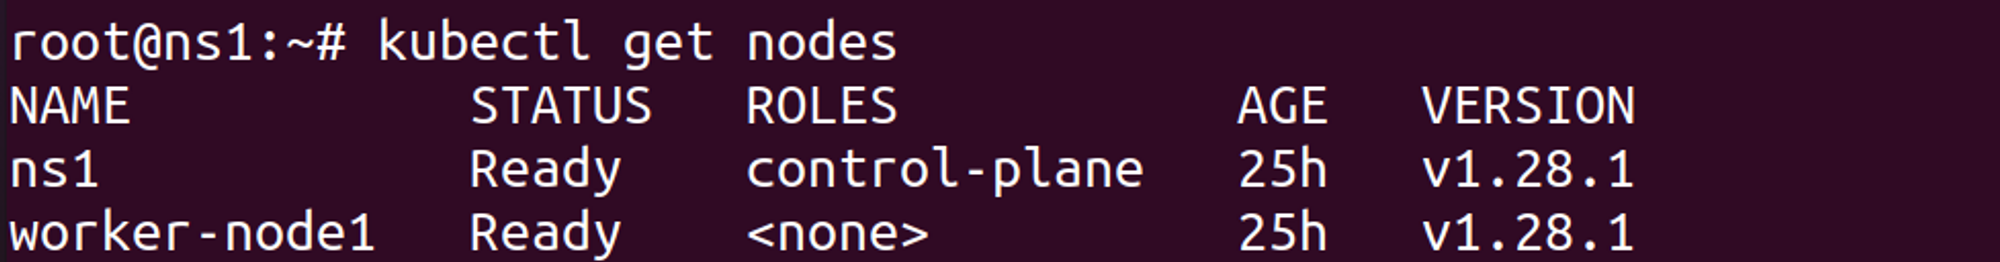 root@ns1:~# kubectl get nodes
NAME STATUS ROLES AGE VERSION
ns1 Ready control-plane 25h v1.28.1
worker-node1 Ready <none> 25h v1.28.1